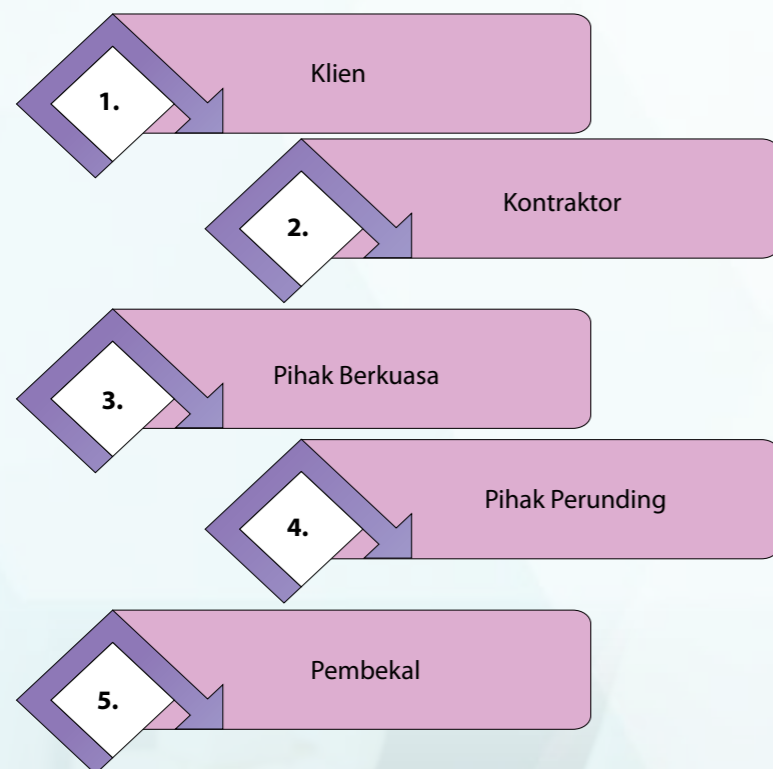 1. Klien
2. Kontraktor
3. Pihak Berkuasa
4. Pihak Perunding
5. Pembekal